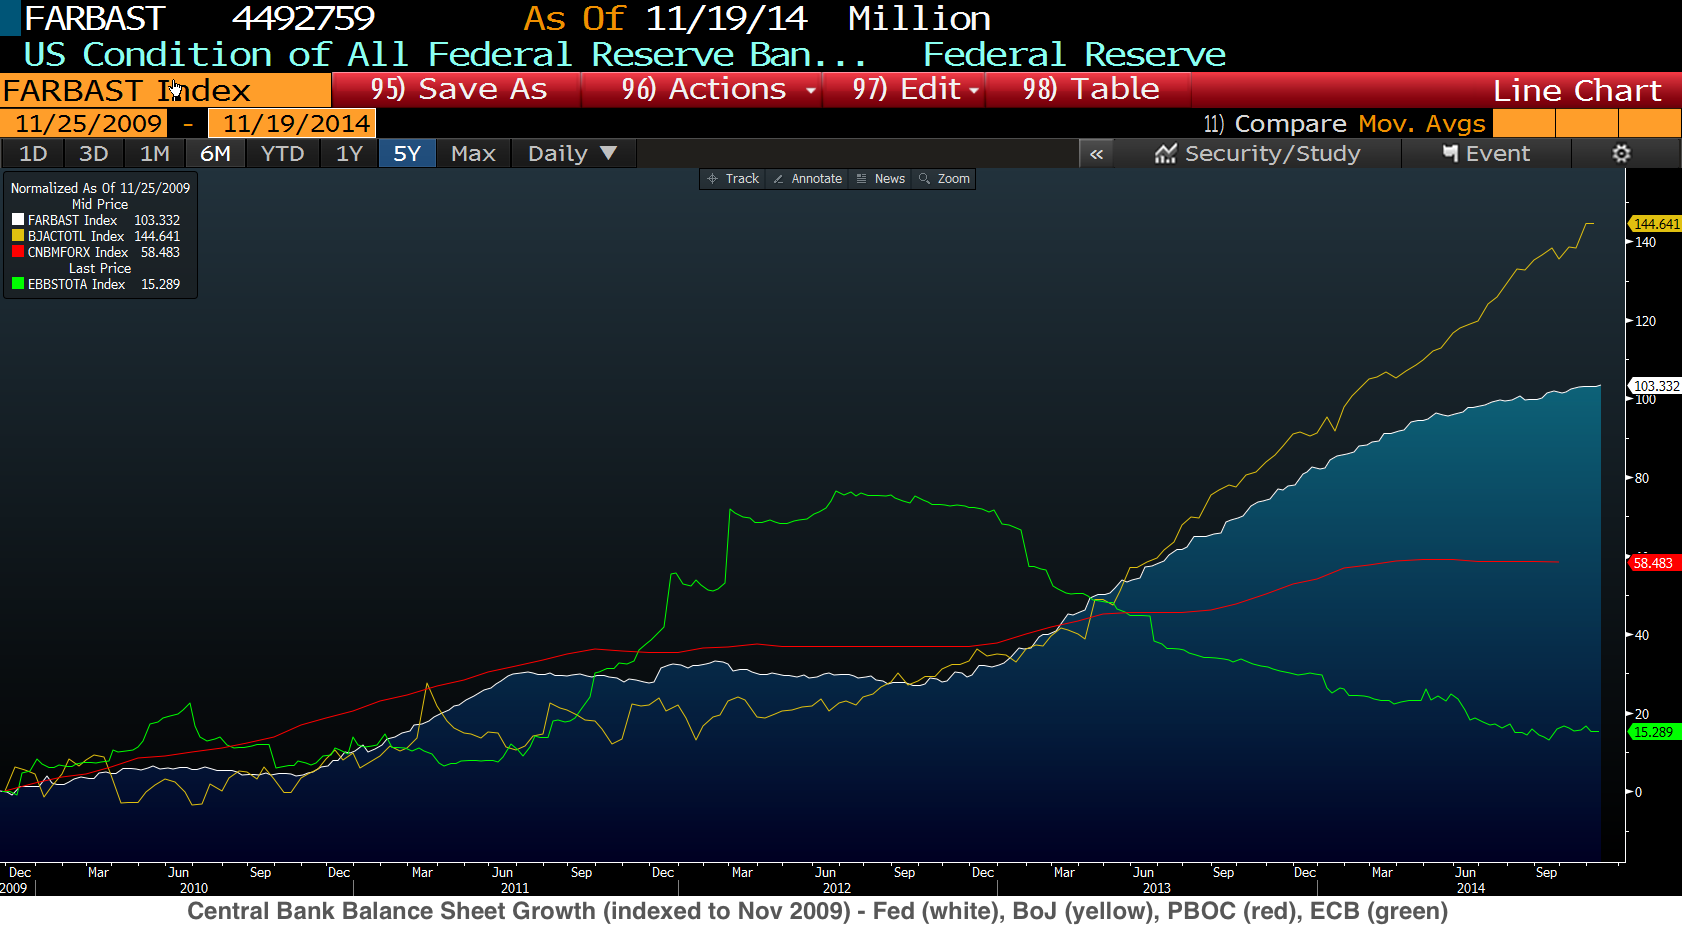 FARBAST 4492759 As Of 11/19/14 Million
US Condition of All Federal Reserve Ban... Federal Reserve
FARBAST Index 95) Save As 96) Actions 97) Edit 98) Table Line Chart
11/25/2009 - 11/19/2014 11) Compare Mov. Avgs
1D 3D 1M 6M YTD 1Y 5Y Max Daily ▼ « Security/Study Event
Track Annotate News Zoom
Normalized As Of 11/25/2009
Mid Price
FARBAST Index 103.332
BJACTOTL Index 144.641
CNBMFORX Index 58.483
Last Price
EBBSTOTA Index 15.289
144.641
140
120
103.332
100
80
58.483
40
20
15.289
0
Dec Mar Jun Sep Dec Mar Jun Sep Dec Mar Jun Sep Dec Mar Jun Sep Dec Mar Jun Sep
2009 2010 2011 2012 2013 2014
Central Bank Balance Sheet Growth (indexed to Nov 2009) - Fed (white), BoJ (yellow), PBOC (red), ECB (green)